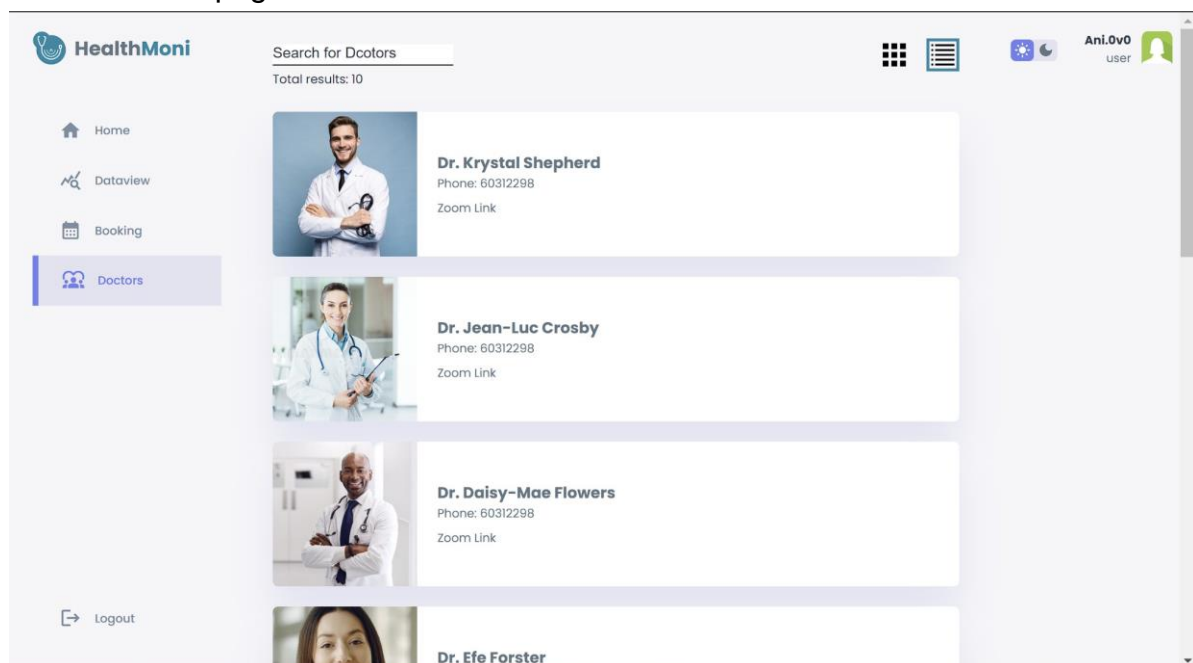 HealthMoni
Search for Dcotors
Total results: 10
Ani.0v0
user
Home
Dataview
Booking
Doctors
Logout
Dr. Krystal Shepherd
Phone: 60312298
Zoom Link
Dr. Jean-Luc Crosby
Phone: 60312298
Zoom Link
Dr. Daisy-Mae Flowers
Phone: 60312298
Zoom Link
Dr. Efe Forster